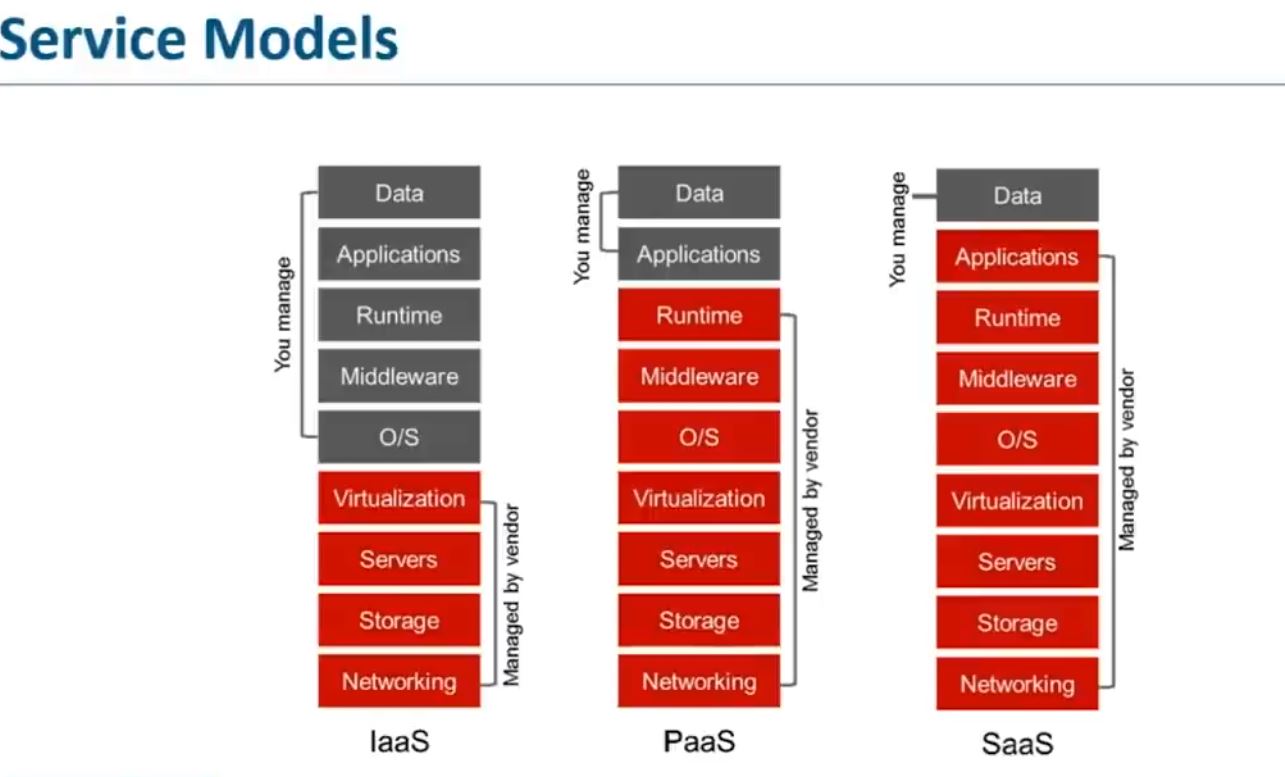 Service Models
You manage
Data
Applications
Runtime
Middleware
O/S
Virtualization
Servers
Storage
Networking
Managed by vendor
IaaS
You manage
Data
Applications
Runtime
Middleware
O/S
Virtualization
Servers
Storage
Networking
Managed by vendor
PaaS
You manage
Data
Applications
Runtime
Middleware
O/S
Virtualization
Servers
Storage
Networking
Managed by vendor
SaaS